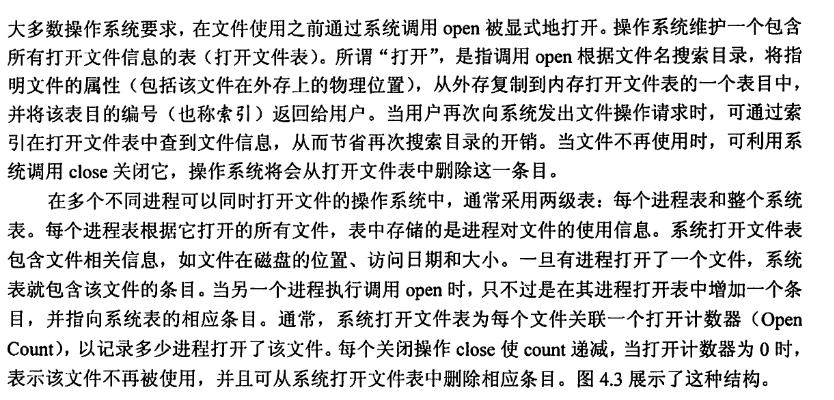 大多数操作系统要求，在文件使用之前通过系统调用 open 被显式地打开。操作系统维护一个包含
所有打开文件信息的表（打开文件表）。所谓“打开”，是指调用 open 根据文件名搜索目录，将指
明文件的属性（包括该文件在外存上的物理位置），从外存复制到内存打开文件表的一个表目中，
并将该表目的编号（也称索引）返回给用户。当用户再次向系统发出文件操作请求时，可通过索
引在打开文件表中查到文件信息，从而节省再次搜索目录的开销。当文件不再使用时，可利用系
统调用 close 关闭它，操作系统将会从打开文件表中删除这一条目。
在多个不同进程可以同时打开文件的操作系统中，通常采用两级表：每个进程表和整个系统
表。每个进程表根据它打开的所有文件，表中存储的是进程对文件的使用信息。系统打开文件表
包含文件相关信息，如文件在磁盘的位置、访问日期和大小。一旦有进程打开了一个文件，系统
表就包含该文件的条目。当另一个进程执行调用 open 时，只不过是在其进程打开表中增加一个条
目，并指向系统表的相应条目。通常，系统打开文件表为每个文件关联一个打开计数器（Open
Count），以记录多少进程打开了该文件。每个关闭操作 close 使 count 递减，当打开计数器为 0 时，
表示该文件不再被使用，并且可从系统打开文件表中删除相应条目。图 4.3 展示了这种结构。